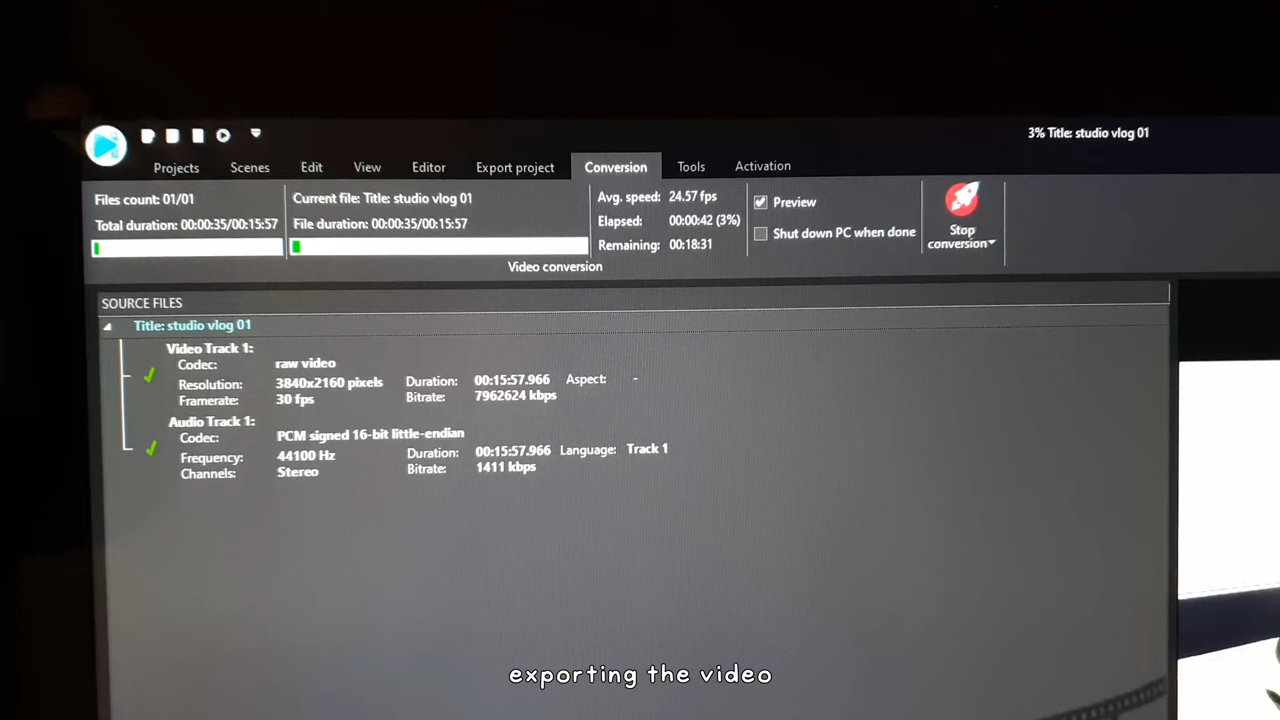 3% Title: studio vlog 01
Projects Scenes Edit View Editor Export project Conversion Tools Activation
Files count: 01/01
Total duration: 00:00:35/00:15:57
Current file: Title: studio vlog 01
File duration: 00:00:35/00:15:57
Avg. speed: 24.57 fps
Elapsed: 00:00:42 (3%)
Remaining: 00:18:31
Preview
Shut down PC when done
Stop
conversion
Video conversion
SOURCE FILES
Title: studio vlog 01
Video Track 1:
Codec: raw video
Resolution: 3840x2160 pixels Duration: 00:15:57.966 Aspect: -
Framerate: 30 fps Bitrate: 7962624 kbps
Audio Track 1:
Codec: PCM signed 16-bit little-endian
Frequency: 44100 Hz Duration: 00:15:57.966 Language: Track 1
Channels: Stereo Bitrate: 1411 kbps
exporting the video